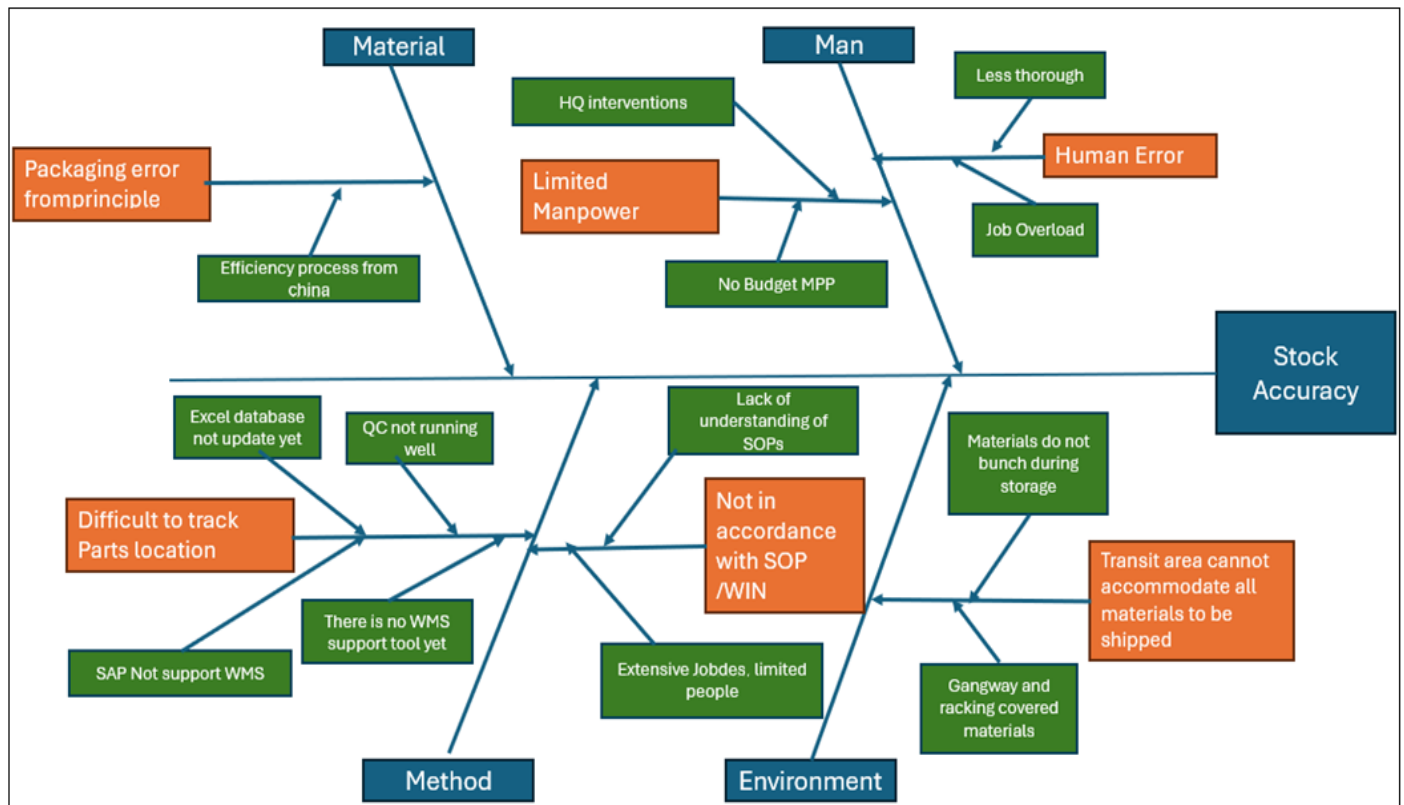 Material
Man
Less thorough
HQ interventions
Packaging error
fromprinciple
Human Error
Limited
Manpower
Job Overload
Efficiency process from
china
No Budget MPP
Stock
Accuracy
Excel database
not update yet
QC not running
well
Lack of
understanding of
SOPs
Materials do not
bunch during
storage
Difficult to track
Parts location
Not in
accordance
with SOP
/WIN
Transit area cannot
accommodate all
materials to be
shipped
There is no WMS
support tool yet
SAP Not support WMS
Extensive Jobdes, limited
people
Gangway and
racking covered
materials
Method
Environment